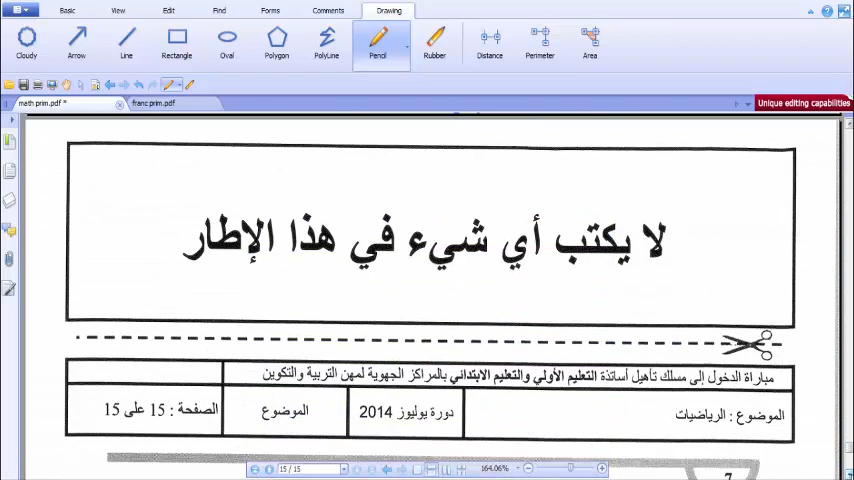 Basic View Edit Find Forms Comments Drawing
Cloudy Arrow Line Rectangle Oval Polygon PolyLine Pencil Rubber Distance Perimeter Area
math prim.pdf * franc prim.pdf Unique editing capabilities
لا يكتب أي شيء في هذا الإطار
مباراة الدخول إلى مسلك تأهيل أساتذة التعليم الأولي والتعليم الابتدائي بالمراكز الجهوية لمهن التربية والتكوين
الموضوع : الرياضيات دورة يوليوز 2014 الموضوع الصفحة : 15 على 15
15 / 15 164.06%